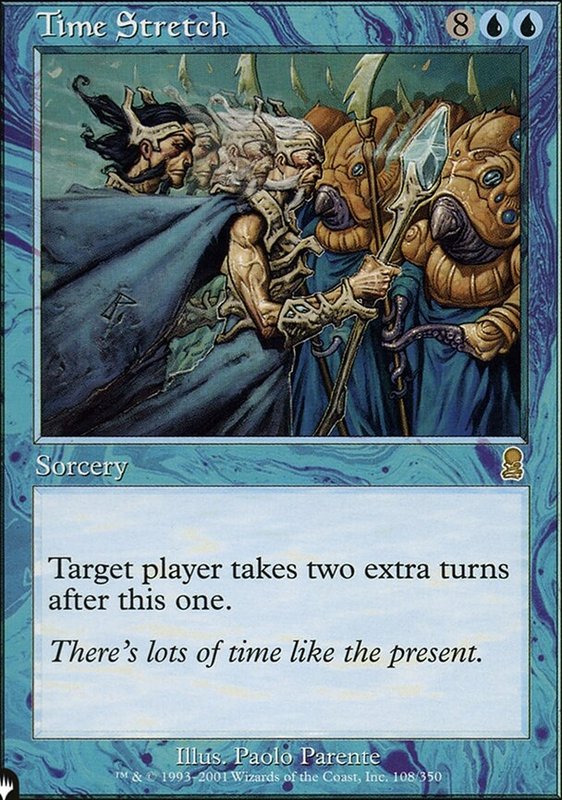 Time Stretch 8
Sorcery
Target player takes two extra turns
after this one.
There's lots of time like the present.
Illus. Paolo Parente
™ & © 1993-2001 Wizards of the Coast, Inc. 108/350